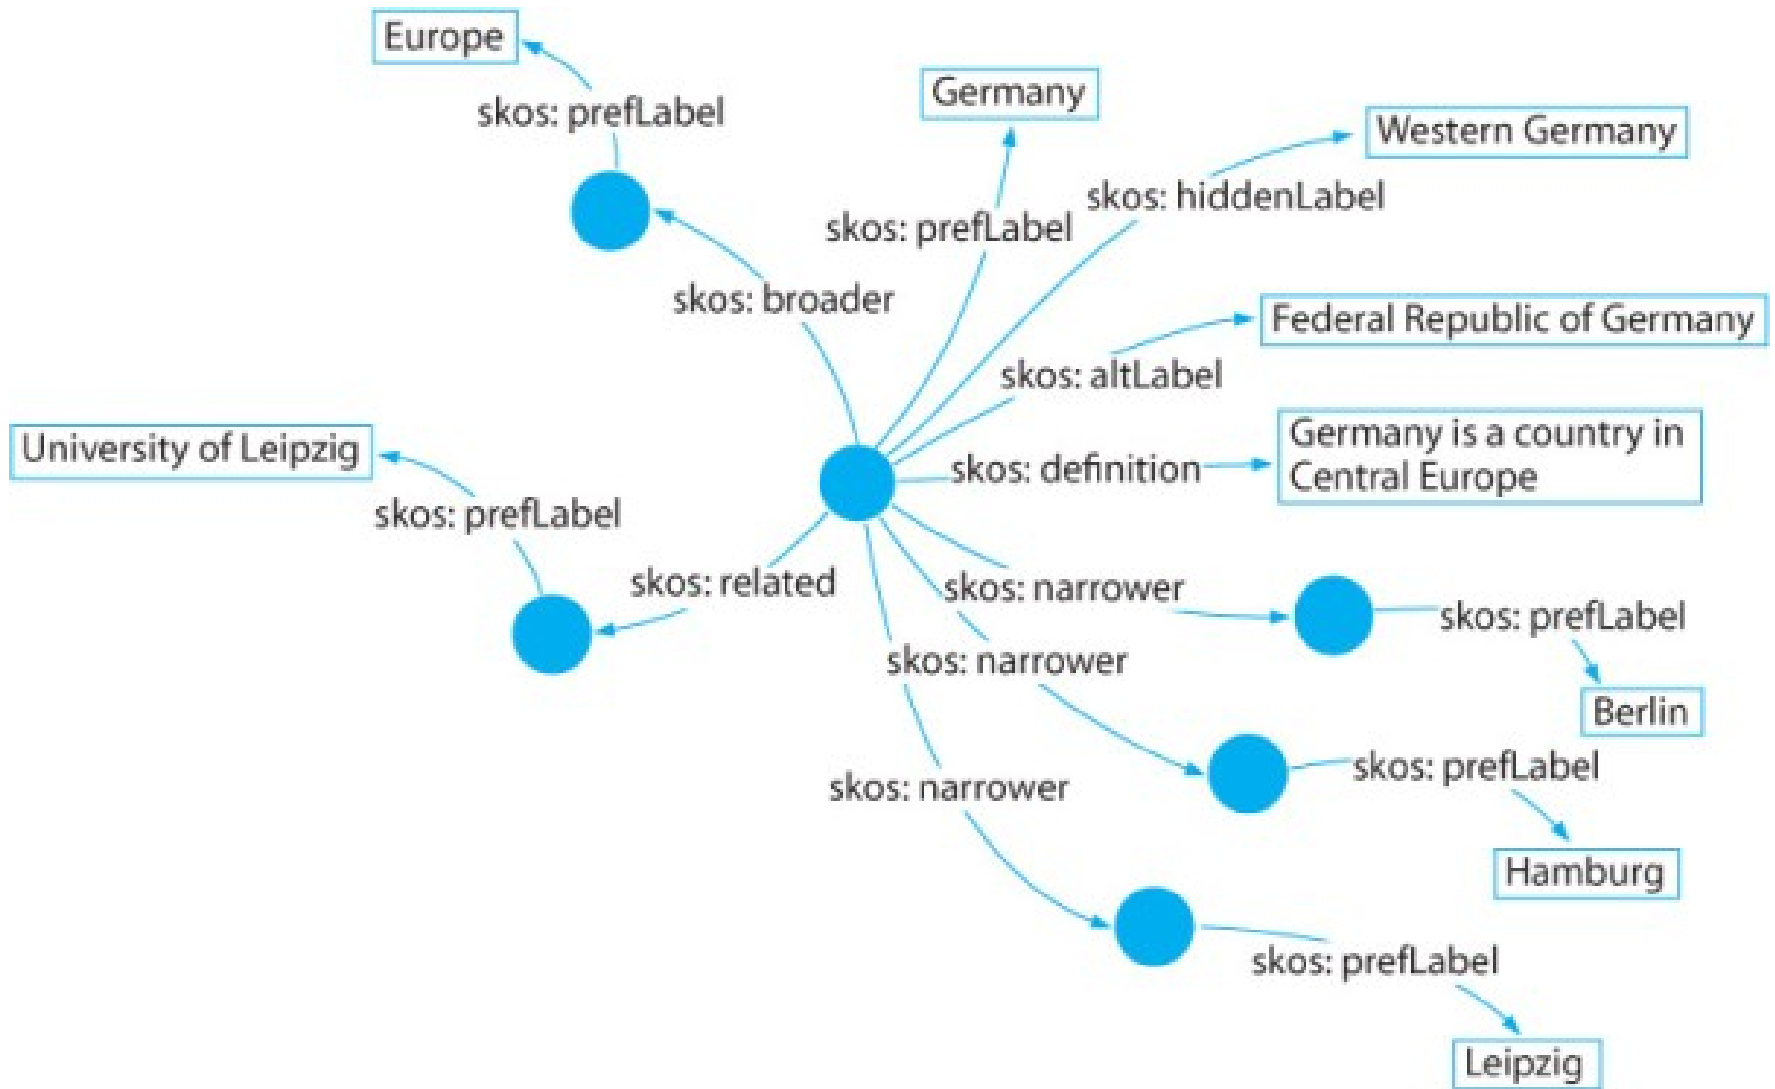 Europe
skos: prefLabel
Germany
Western Germany
skos: hiddenLabel
skos: prefLabel
skos: broader
Federal Republic of Germany
skos: altLabel
Germany is a country in
Central Europe
skos: definition
University of Leipzig
skos: prefLabel
skos: related
skos: narrower
skos: prefLabel
Berlin
skos: narrower
skos: prefLabel
Hamburg
skos: narrower
skos: prefLabel
Leipzig